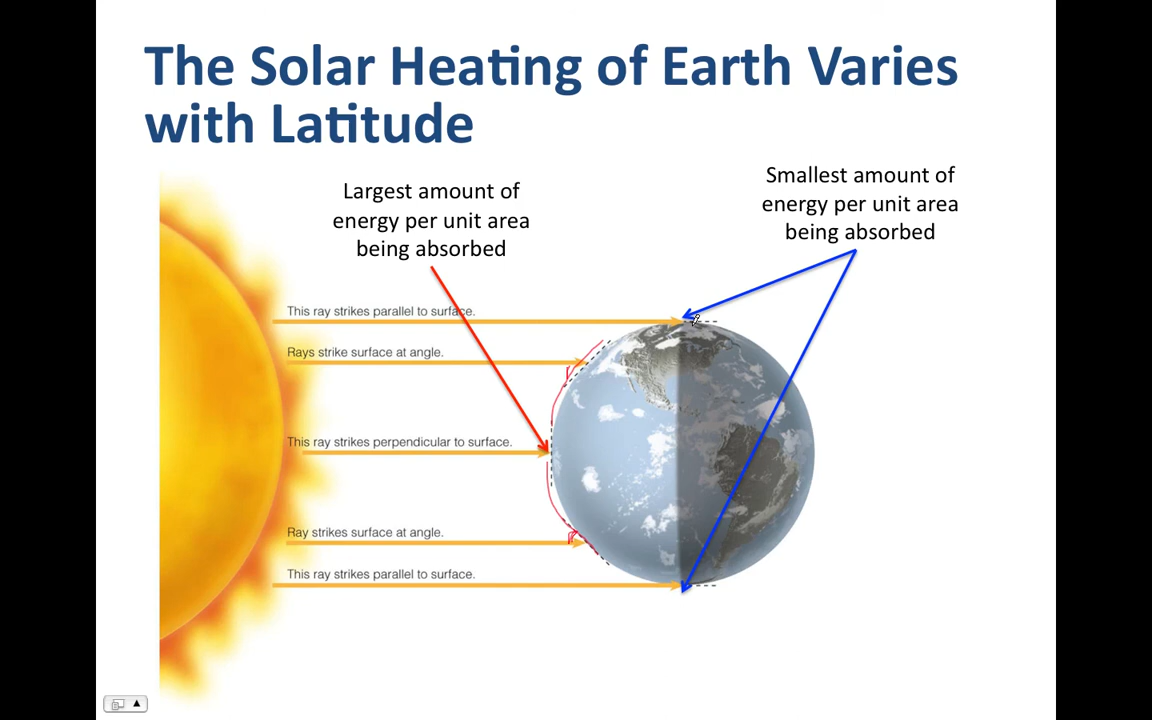 The Solar Heating of Earth Varies
with Latitude
Largest amount of
energy per unit area
being absorbed
Smallest amount of
energy per unit area
being absorbed
This ray strikes parallel to surface.
Rays strike surface at angle.
This ray strikes perpendicular to surface.
Ray strikes surface at angle.
This ray strikes parallel to surface.